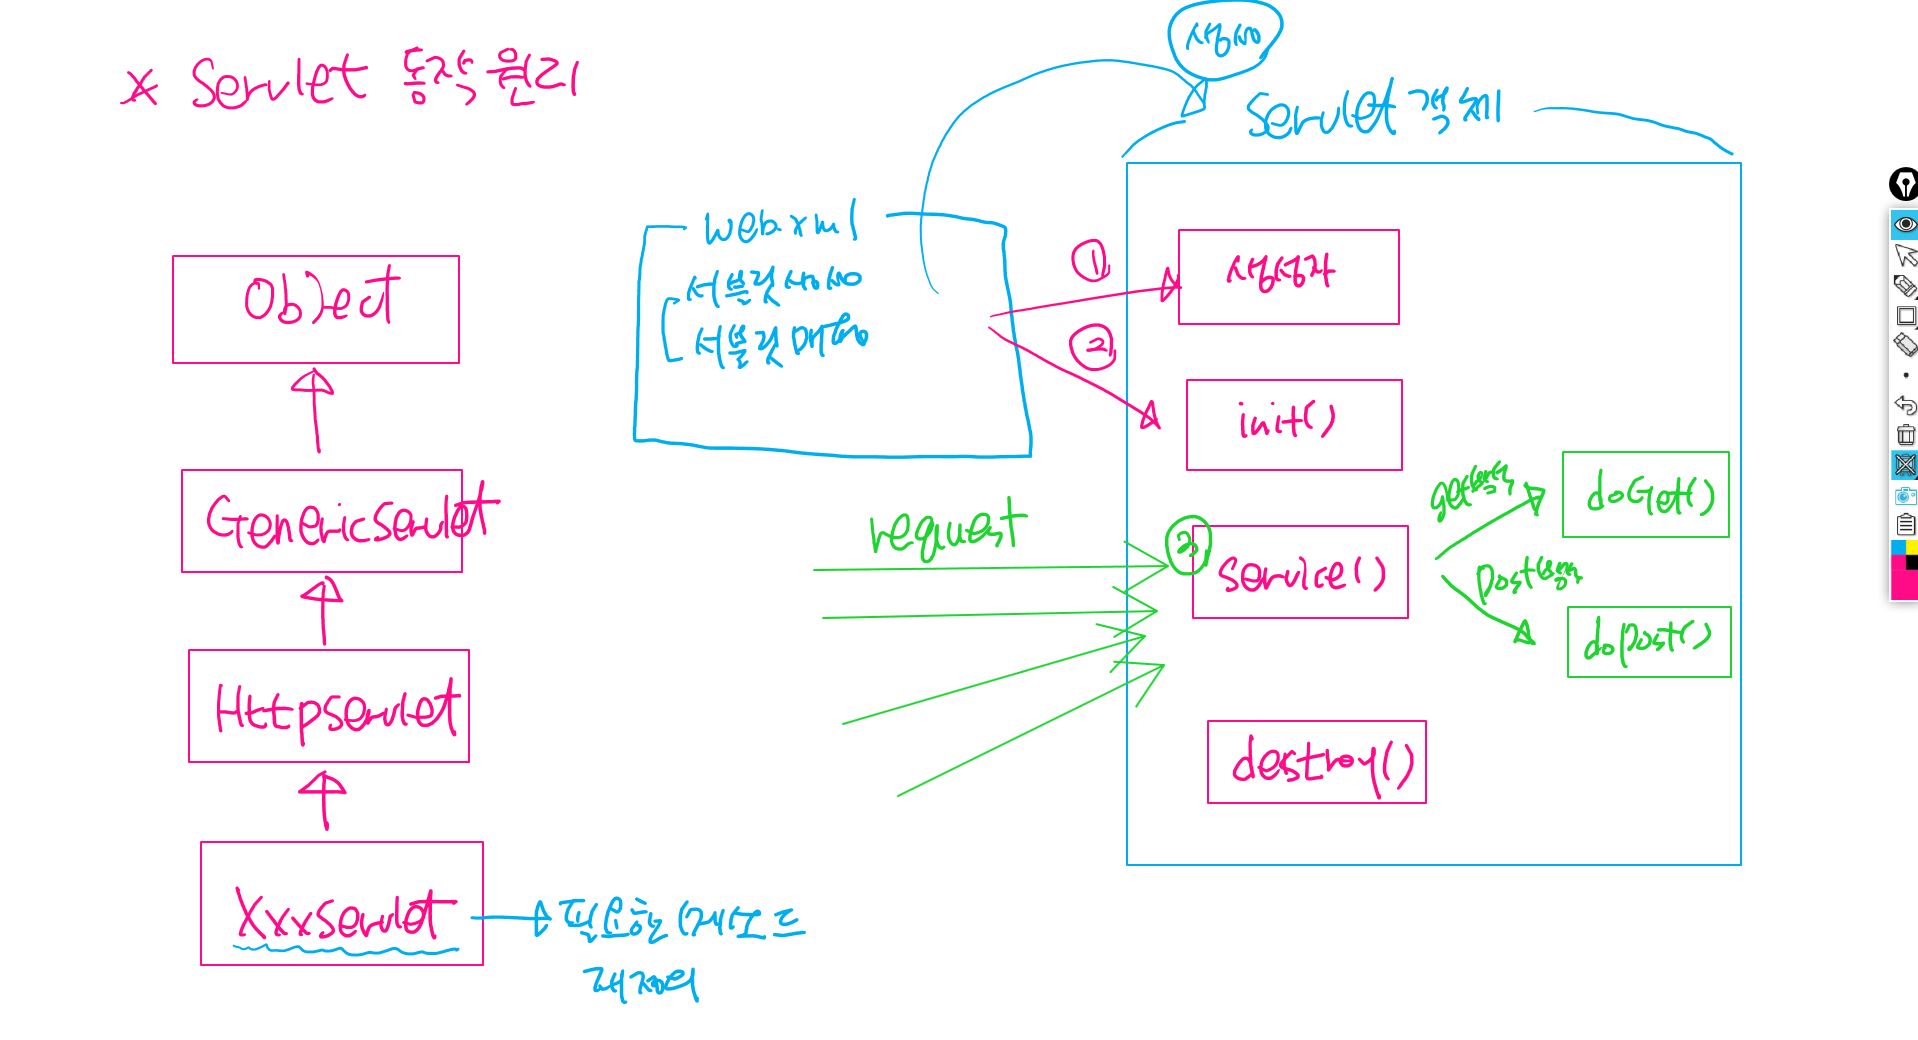 ※ Servlet 동작원리
생성
Servlet 객체
web.xml
서블릿생성
서블릿매핑
Object
GenericServlet
HttpServlet
XxxServlet
필요한 메소드
재정의
①
생성자
②
init()
request
③
service()
get방식
doGet()
post방식
dopost()
destroy()